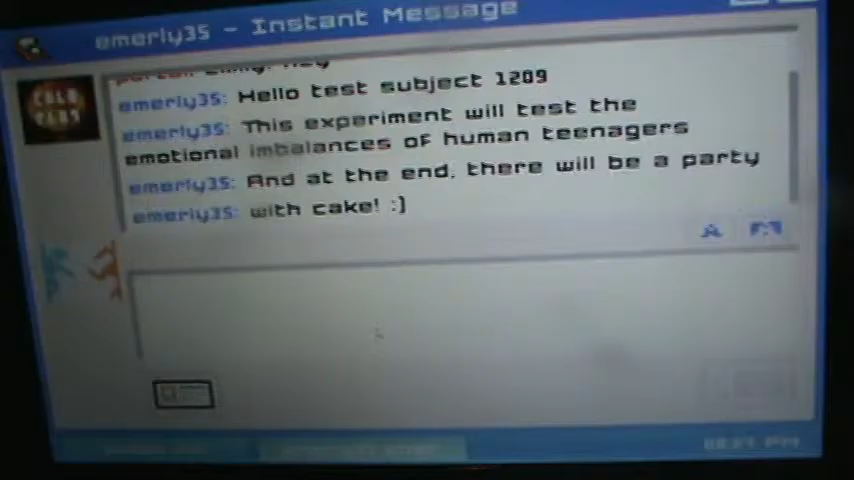 emerly35 - Instant Message
emerly35: Hello test subject 1209
emerly35: This experiment will test the
emotional imbalances of human teenagers
emerly35: And at the end, there will be a party
emerly35: with cake! :]